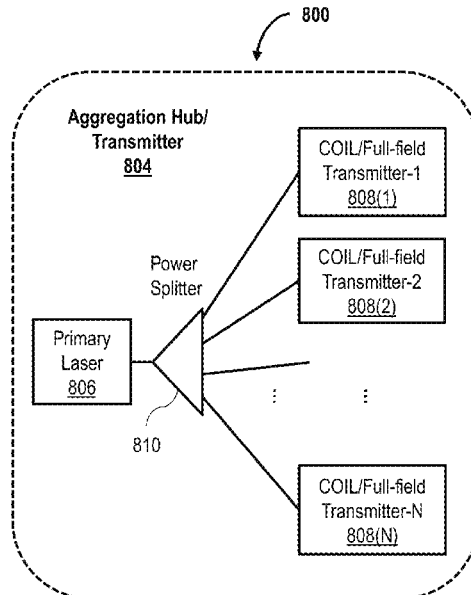 800
Aggregation Hub/
Transmitter
804
COIL/Full-field
Transmitter-1
808(1)
Power
Splitter
COIL/Full-field
Transmitter-2
808(2)
Primary
Laser
806
810
...
...
COIL/Full-field
Transmitter-N
808(N)